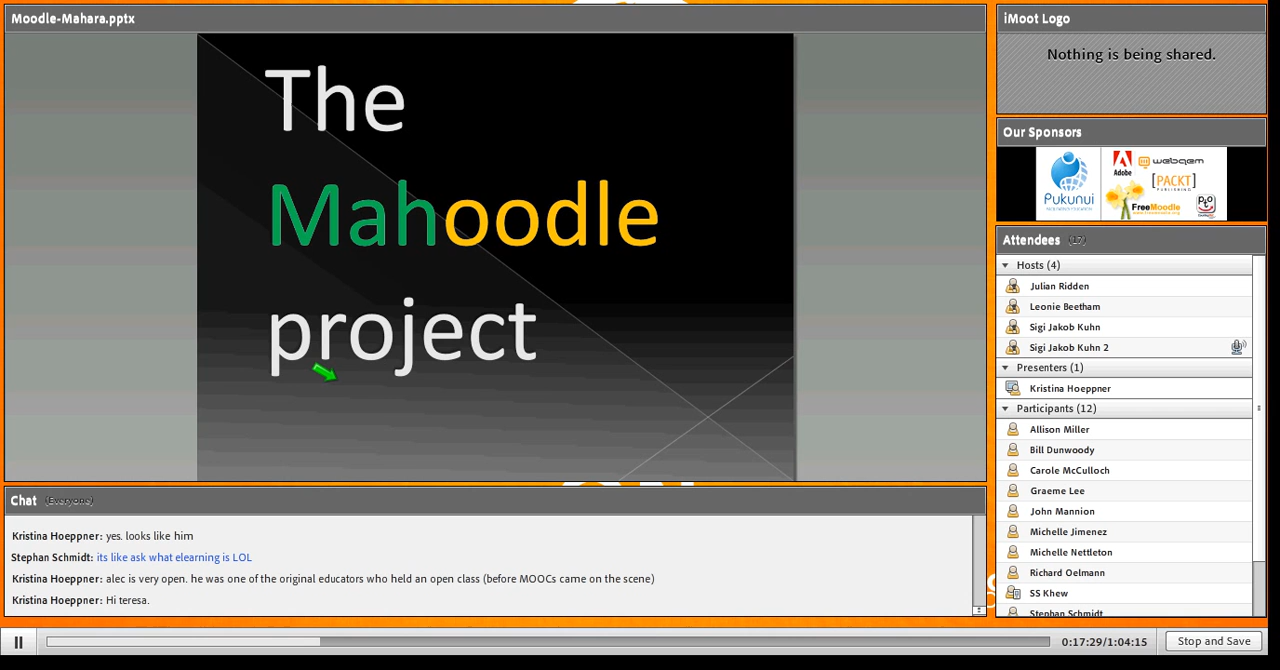 Moodle-Mahara.pptx
The
Mahoodle
project
Chat (Everyone)
Kristina Hoeppner: yes. looks like him
Stephan Schmidt: its like ask what elearning is LOL
Kristina Hoeppner: alec is very open. he was one of the original educators who held an open class (before MOOCs came on the scene)
Kristina Hoeppner: Hi teresa.
iMoot Logo
Nothing is being shared.
Our Sponsors
Pukunui
Adobe
webqem
[PACKT]
PUBLISHING
FreeMoodle
Attendees (17)
Hosts (4)
Julian Ridden
Leonie Beetham
Sigi Jakob Kuhn
Sigi Jakob Kuhn 2
Presenters (1)
Kristina Hoeppner
Participants (12)
Allison Miller
Bill Dunwoody
Carole McCulloch
Graeme Lee
John Mannion
Michelle Jimenez
Michelle Nettleton
Richard Oelmann
SS Khew
Stephan Schmidt
0:17:29/1:04:15
Stop and Save